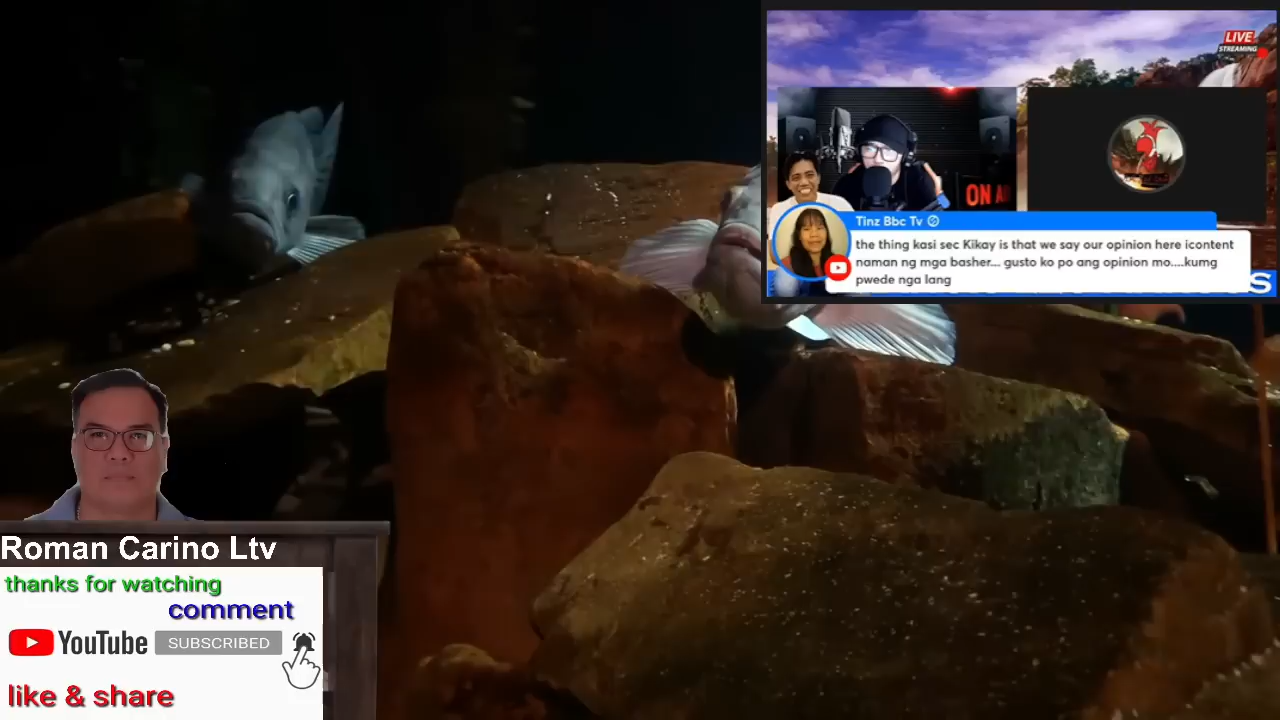 LIVE
STREAMING
ON A
Tinz Bbc Tv
the thing kasi sec Kikay is that we say our opinion here icontent
naman ng mga basher... gusto ko po ang opinion mo....kumg
pwede nga lang
Roman Carino Ltv
thanks for watching
comment
YouTube SUBSCRIBED
like & share